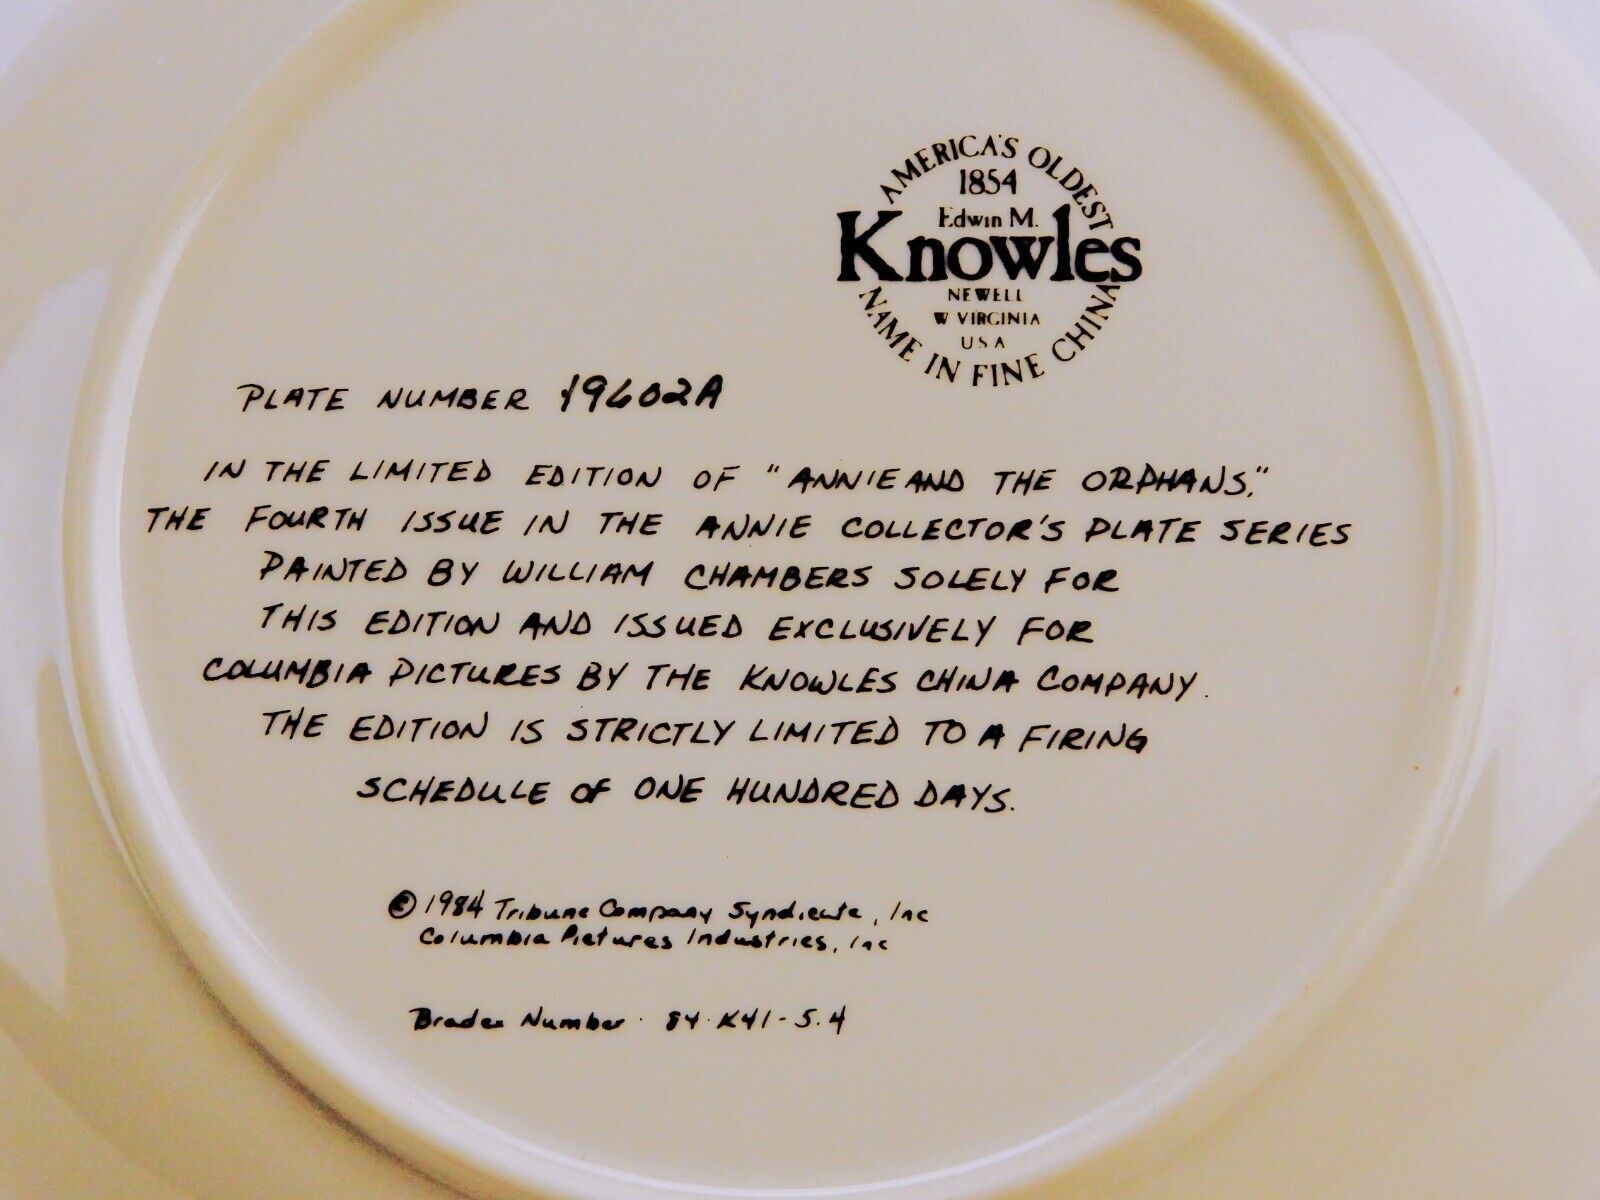 AMERICA'S OLDEST
1854
Edwin M.
Knowles
NEWELL
W VIRGINIA
USA
NAME IN FINE CHINA
PLATE NUMBER 19602A
IN THE LIMITED EDITION OF "ANNIE AND THE ORPHANS,"
THE FOURTH ISSUE IN THE ANNIE COLLECTOR'S PLATE SERIES
PAINTED BY WILLIAM CHAMBERS SOLELY FOR
THIS EDITION AND ISSUED EXCLUSIVELY FOR
COLUMBIA PICTURES BY THE KNOWLES CHINA COMPANY.
THE EDITION IS STRICTLY LIMITED TO A FIRING
SCHEDULE OF ONE HUNDRED DAYS.
© 1984 Tribune Company Syndicate, Inc
Columbia Pictures Industries, Inc
Bradex Number · 84·K41-5.4